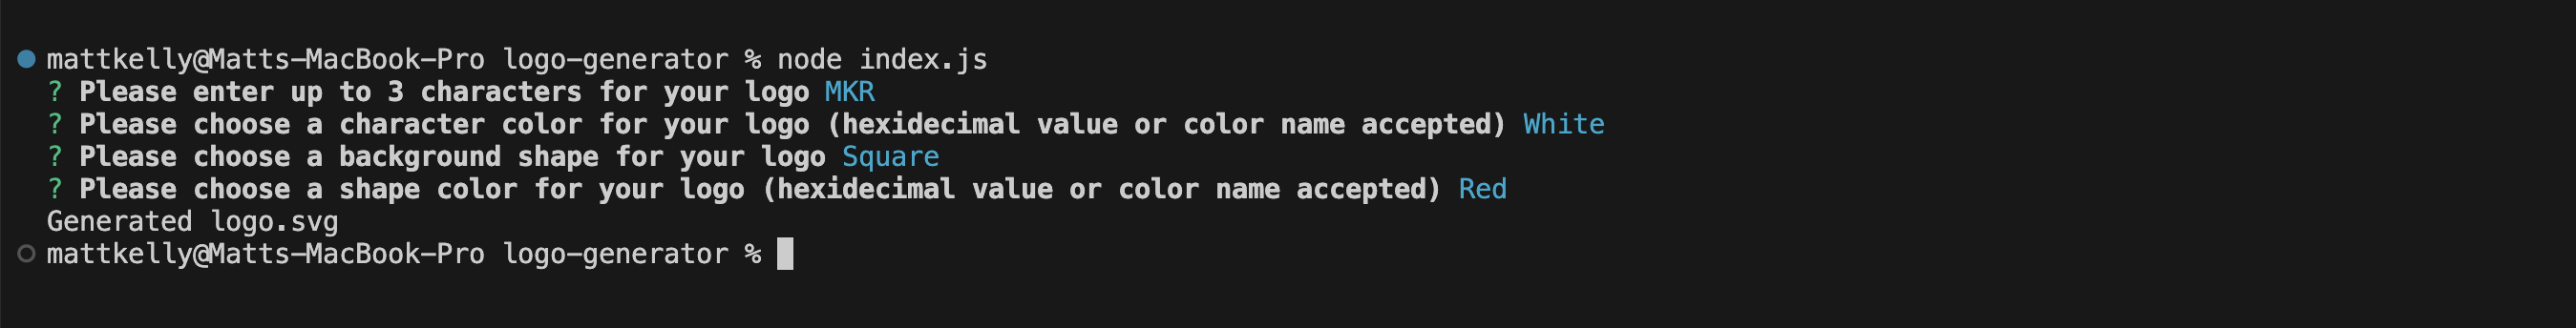 mattkelly@Matts-MacBook-Pro logo-generator % node index.js
? Please enter up to 3 characters for your logo MKR
? Please choose a character color for your logo (hexidecimal value or color name accepted) White
? Please choose a background shape for your logo Square
? Please choose a shape color for your logo (hexidecimal value or color name accepted) Red
Generated logo.svg
mattkelly@Matts-MacBook-Pro logo-generator %